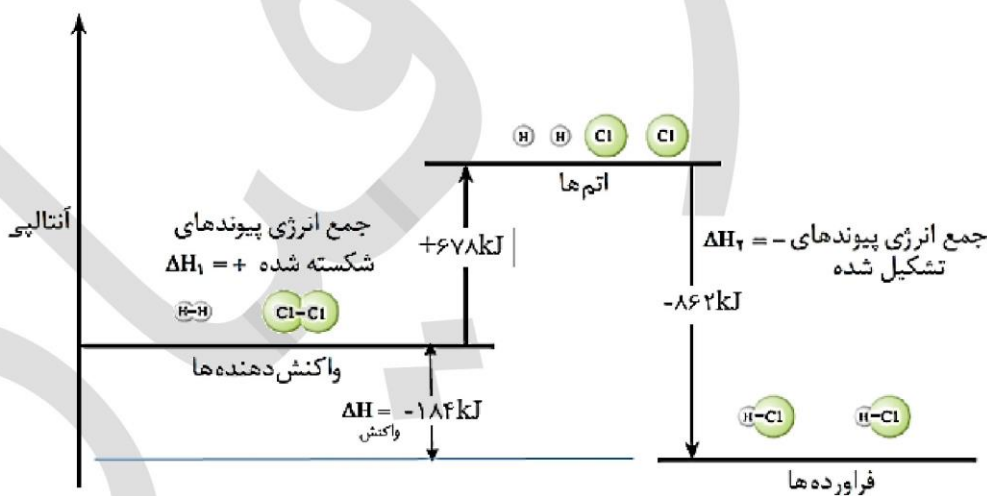 H H Cl Cl
اتم‌ها
آنتالپی
جمع انرژی پیوندهای
شکسته شده + = ΔH₁
+۶۷۸kJ
ΔH₂ = − جمع انرژی پیوندهای
تشکیل شده
-۸۶۲kJ
H-H Cl-Cl
واکنش‌دهنده‌ها
ΔH = -۱۸۴kJ
واکنش
H-Cl H-Cl
فراورده‌ها